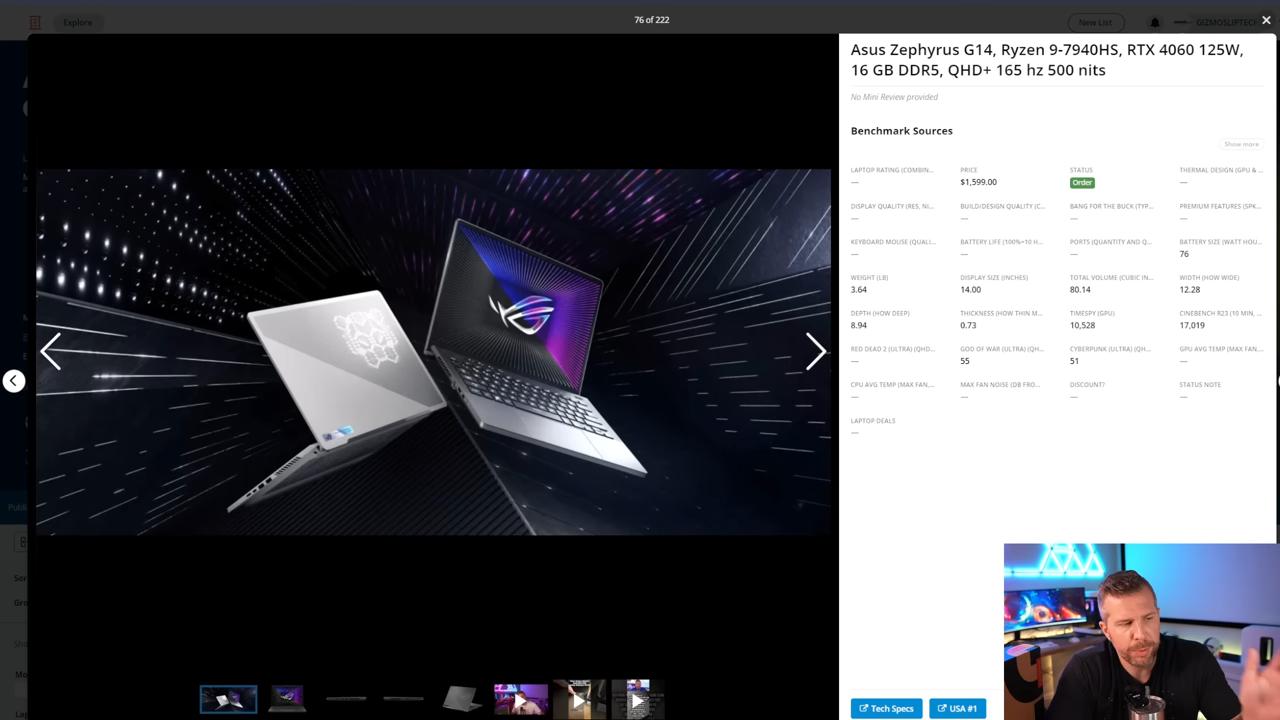 Explore
76 of 222
New List
GIZMOSLIPTECH
Asus Zephyrus G14, Ryzen 9-7940HS, RTX 4060 125W,
16 GB DDR5, QHD+ 165 hz 500 nits
No Mini Review provided
Benchmark Sources
Show more
LAPTOP RATING (COMBIN... PRICE STATUS THERMAL DESIGN (GPU & ...
— $1,599.00 Order —
DISPLAY QUALITY (RES, NI... BUILD/DESIGN QUALITY (C... BANG FOR THE BUCK (TYP... PREMIUM FEATURES (SPK...
— — — —
KEYBOARD MOUSE (QUALI... BATTERY LIFE (100%=10 H... PORTS (QUANTITY AND Q... BATTERY SIZE (WATT HOU...
— — — 76
WEIGHT (LB) DISPLAY SIZE (INCHES) TOTAL VOLUME (CUBIC IN... WIDTH (HOW WIDE)
3.64 14.00 80.14 12.28
DEPTH (HOW DEEP) THICKNESS (HOW THIN M... TIMESPY (GPU) CINEBENCH R23 (10 MIN, ...
8.94 0.73 10,528 17,019
RED DEAD 2 (ULTRA) (QHD... GOD OF WAR (ULTRA) (QH... CYBERPUNK (ULTRA) (QH... GPU AVG TEMP (MAX FAN,...
— 55 51 —
CPU AVG TEMP (MAX FAN,... MAX FAN NOISE (DB FRO... DISCOUNT? STATUS NOTE
— — — —
LAPTOP DEALS
—
Publi
Sor
Gro
Sho
Mo
Lap
Tech Specs USA #1